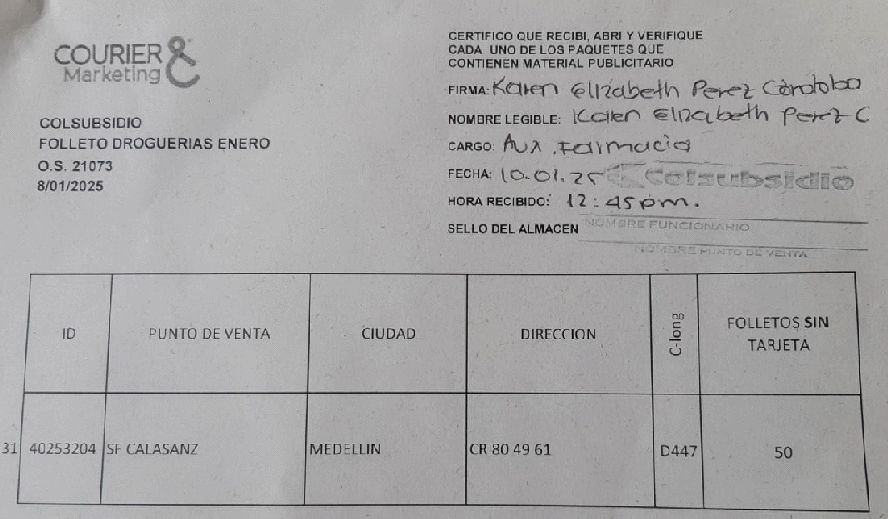 COURIER &
Marketing
COLSUBSIDIO
FOLLETO DROGUERIAS ENERO
O.S. 21073
8/01/2025
CERTIFICO QUE RECIBI, ABRI Y VERIFIQUE
CADA UNO DE LOS PAQUETES QUE
CONTIENEN MATERIAL PUBLICITARIO
FIRMA: Karen Elizabeth Perez Cordoba
NOMBRE LEGIBLE: Karen Elizabeth Perez C
CARGO: Aux. Farmacia
FECHA: 10.01.25 Colsubsidio
HORA RECIBIDO: 12:45pm.
SELLO DEL ALMACEN NOMBRE FUNCIONARIO
NOMBRE PUNTO DE VENTA
ID PUNTO DE VENTA CIUDAD DIRECCION C-long FOLLETOS SIN TARJETA
31 40253204 SF CALASANZ MEDELLIN CR 80 49 61 D447 50